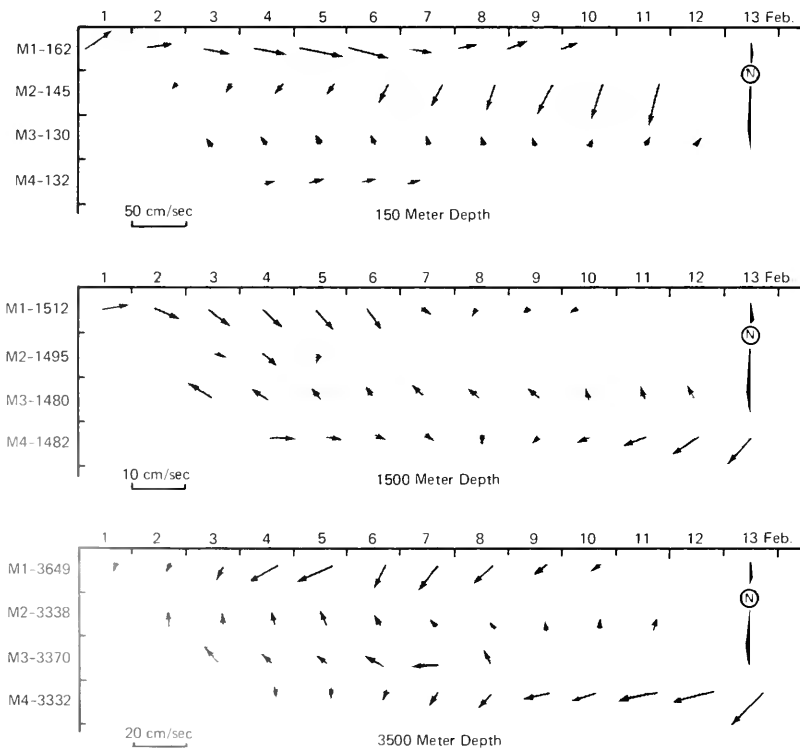 1 2 3 4 5 6 7 8 9 10 11 12 13 Feb.
M1-162
N
M2-145
M3-130
M4-132
50 cm/sec
150 Meter Depth
1 2 3 4 5 6 7 8 9 10 11 12 13 Feb.
M1-1512
N
M2-1495
M3-1480
M4-1482
10 cm/sec
1500 Meter Depth
1 2 3 4 5 6 7 8 9 10 11 12 13 Feb.
M1-3649
N
M2-3338
M3-3370
M4-3332
20 cm/sec
3500 Meter Depth